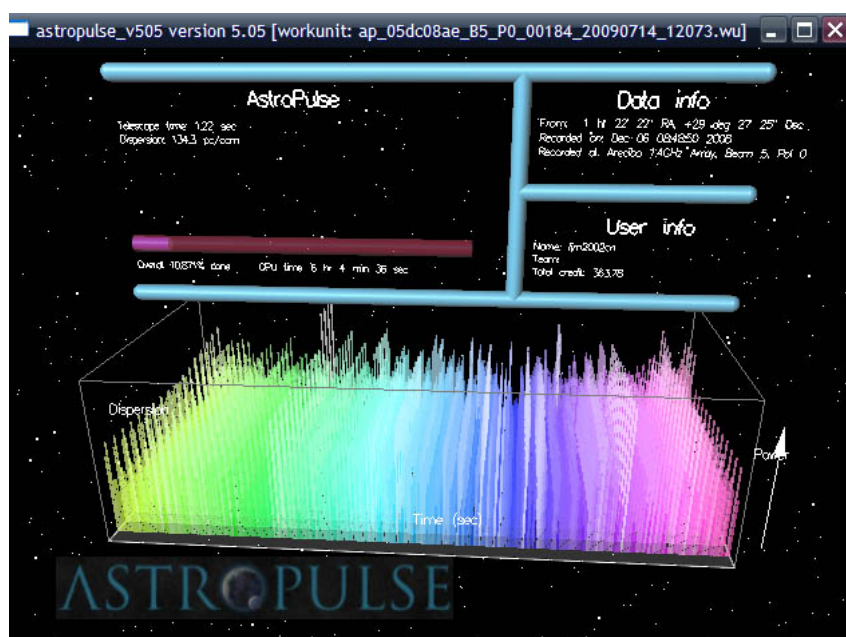 astropulse_v505 version 5.05 [workunit: ap_05dc08ae_B5_P0_00184_20090714_12073.wu]
AstroPulse
Telescope time: 1.22 sec
Dispersion: 134.3 pc/ccm
Data info
From: 1 hr 22' 22" RA, +29 deg 27' 25" Dec
Recorded on: Dec 06 08:48:50 2008
Recorded at: Arecibo 1.4GHz Array, Beam 5, Pol 0
User info
Name:
Team:
Total credit: 363.78
Overall 10.871% done CPU time 6 hr 4 min 36 sec
Dispersion
Power
Time (sec)
ASTROPULSE